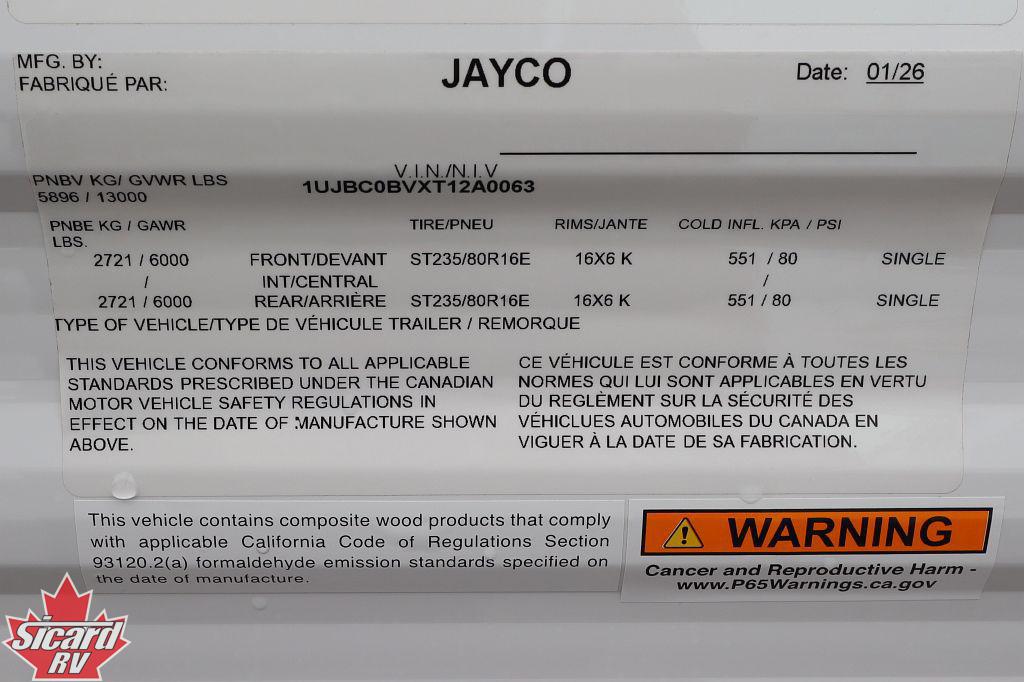 MFG. BY:
FABRIQUÉ PAR:
JAYCO
Date: 01/26
V.I.N./N.I.V
PNBV KG/ GVWR LBS
5896 / 13000
1UJBC0BVXT12A0063
PNBE KG / GAWR LBS. TIRE/PNEU RIMS/JANTE COLD INFL. KPA / PSI
2721 / 6000 FRONT/DEVANT ST235/80R16E 16X6 K 551 / 80 SINGLE
/ INT/CENTRAL /
2721 / 6000 REAR/ARRIÈRE ST235/80R16E 16X6 K 551 / 80 SINGLE
TYPE OF VEHICLE/TYPE DE VÉHICULE TRAILER / REMORQUE
THIS VEHICLE CONFORMS TO ALL APPLICABLE
STANDARDS PRESCRIBED UNDER THE CANADIAN
MOTOR VEHICLE SAFETY REGULATIONS IN
EFFECT ON THE DATE OF MANUFACTURE SHOWN
ABOVE.
CE VÉHICULE EST CONFORME À TOUTES LES
NORMES QUI LUI SONT APPLICABLES EN VERTU
DU REGLÈMENT SUR LA SÉCURITÉ DES
VÉHICLUES AUTOMOBILES DU CANADA EN
VIGUER À LA DATE DE SA FABRICATION.
This vehicle contains composite wood products that comply
with applicable California Code of Regulations Section
93120.2(a) formaldehyde emission standards specified on
the date of manufacture.
WARNING
Cancer and Reproductive Harm -
www.P65Warnings.ca.gov
Sicard
RV